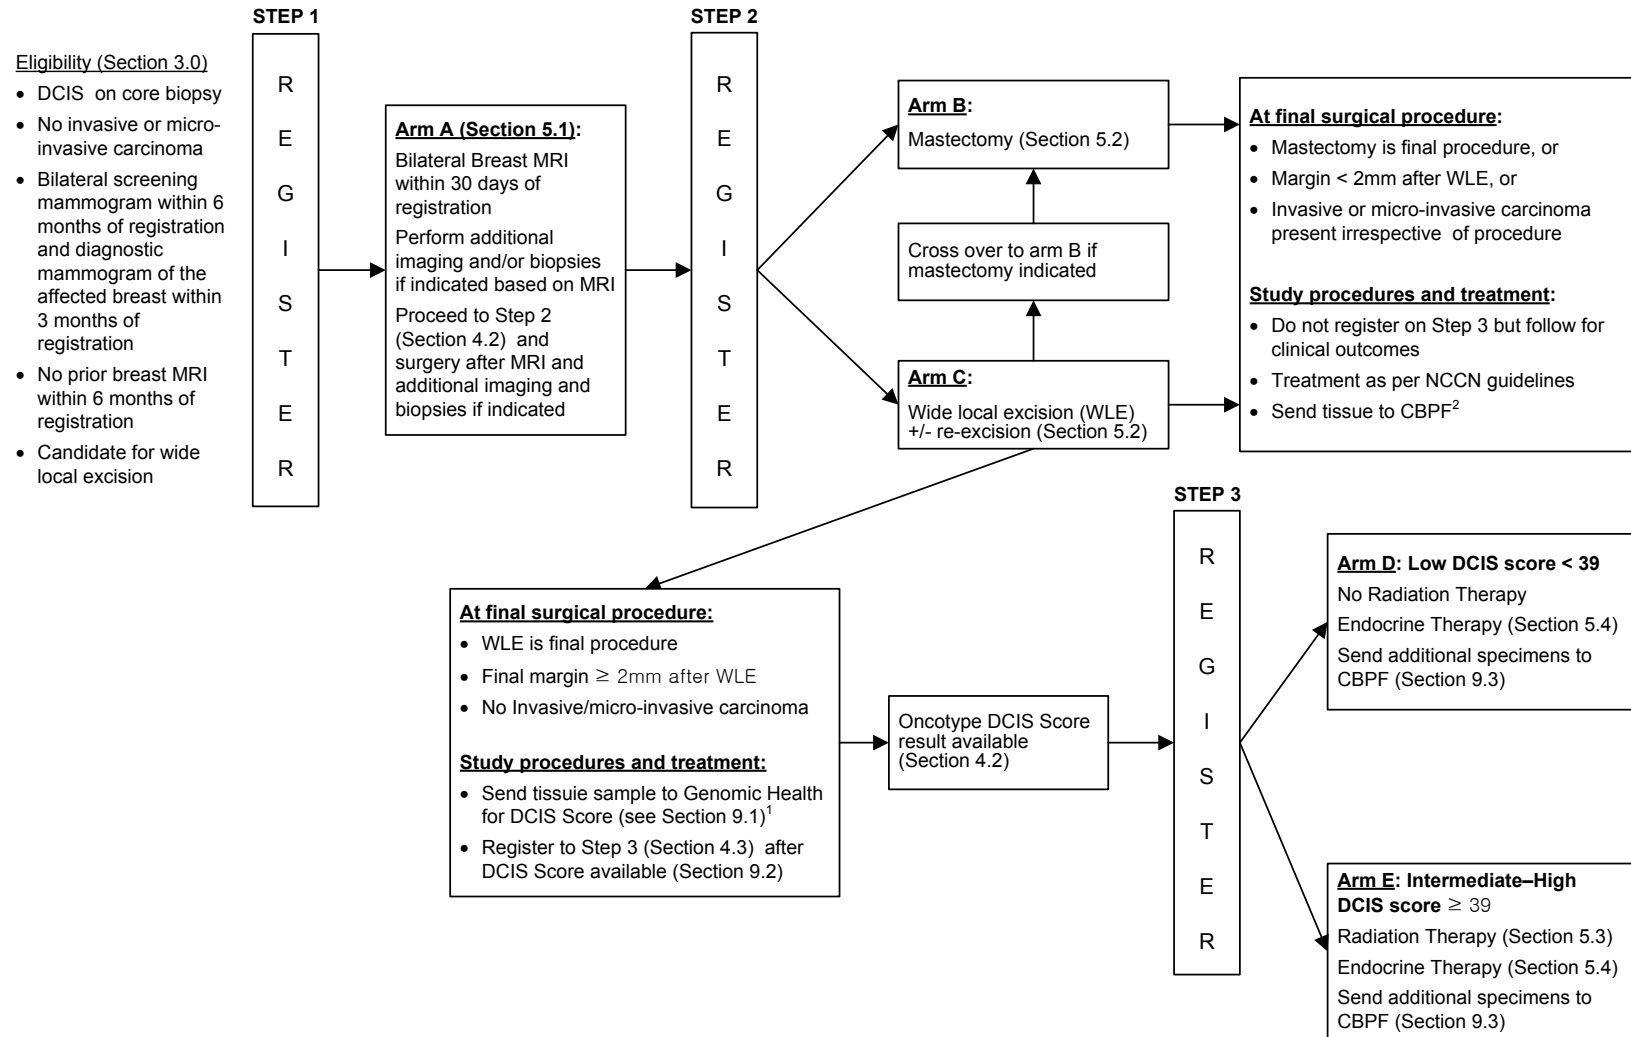 STEP 1
Eligibility (Section 3.0)
• DCIS  on core biopsy
• No invasive or micro-
invasive carcinoma
• Bilateral screening
mammogram within 6
months of registration
and diagnostic
mammogram of the
affected breast within
3 months of
registration
• No prior breast MRI
within 6 months of
registration
• Candidate for wide
local excision
R
E
G
I
S
T
E
R
Arm A (Section 5.1):
Bilateral Breast MRI
within 30 days of
registration
Perform additional
imaging and/or biopsies
if indicated based on MRI
Proceed to Step 2
(Section 4.2)  and
surgery after MRI and
additional imaging and
biopsies if indicated
STEP 2
R
E
G
I
S
T
E
R
Arm B:
Mastectomy (Section 5.2)
Cross over to arm B if
mastectomy indicated
Arm C:
Wide local excision (WLE)
+/- re-excision (Section 5.2)
At final surgical procedure:
• Mastectomy is final procedure, or
• Margin < 2mm after WLE, or
• Invasive or micro-invasive carcinoma
present irrespective  of procedure
Study procedures and treatment:
• Do not register on Step 3 but follow for
clinical outcomes
• Treatment as per NCCN guidelines
• Send tissue to CBPF²
At final surgical procedure:
• WLE is final procedure
• Final margin ≥ 2mm after WLE
• No Invasive/micro-invasive carcinoma
Study procedures and treatment:
• Send tissuie sample to Genomic Health
for DCIS Score (see Section 9.1)¹
• Register to Step 3 (Section 4.3)  after
DCIS Score available (Section 9.2)
Oncotype DCIS Score
result available
(Section 4.2)
STEP 3
R
E
G
I
S
T
E
R
Arm D: Low DCIS score < 39
No Radiation Therapy
Endocrine Therapy (Section 5.4)
Send additional specimens to
CBPF (Section 9.3)
Arm E: Intermediate–High
DCIS score ≥ 39
Radiation Therapy (Section 5.3)
Endocrine Therapy (Section 5.4)
Send additional specimens to
CBPF (Section 9.3)